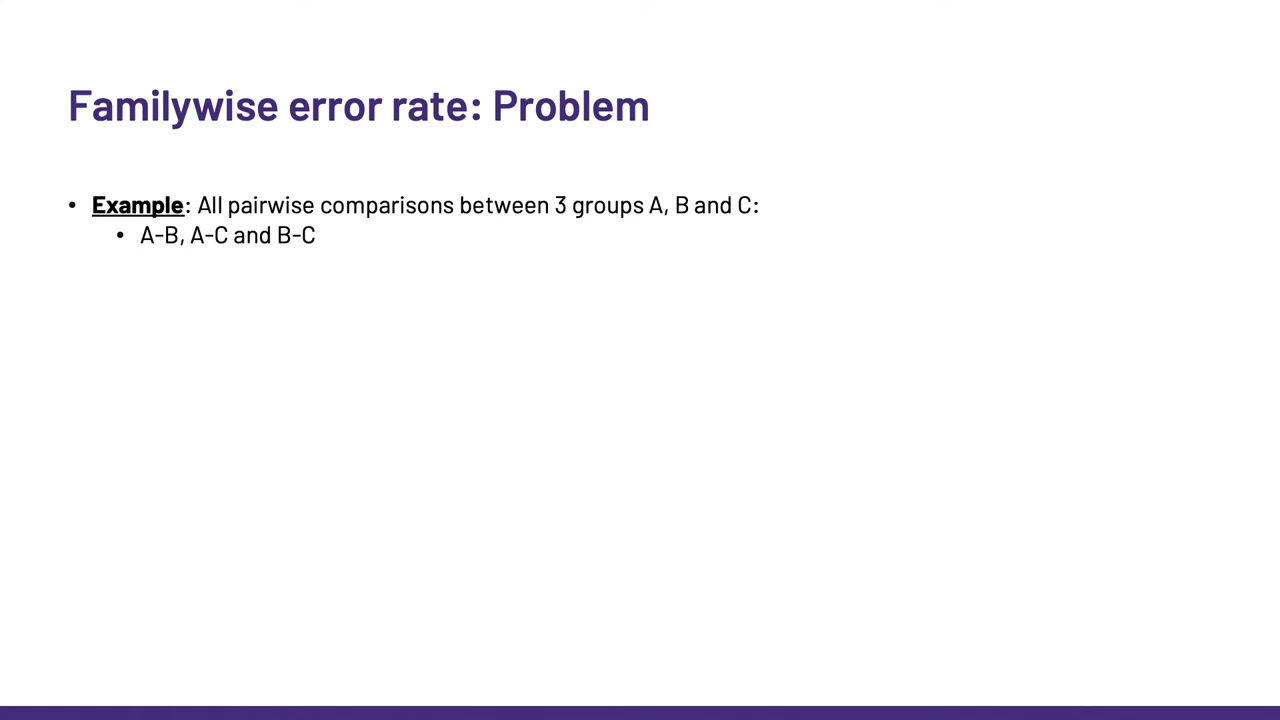 Familywise error rate: Problem
• Example: All pairwise comparisons between 3 groups A, B and C:
• A-B, A-C and B-C